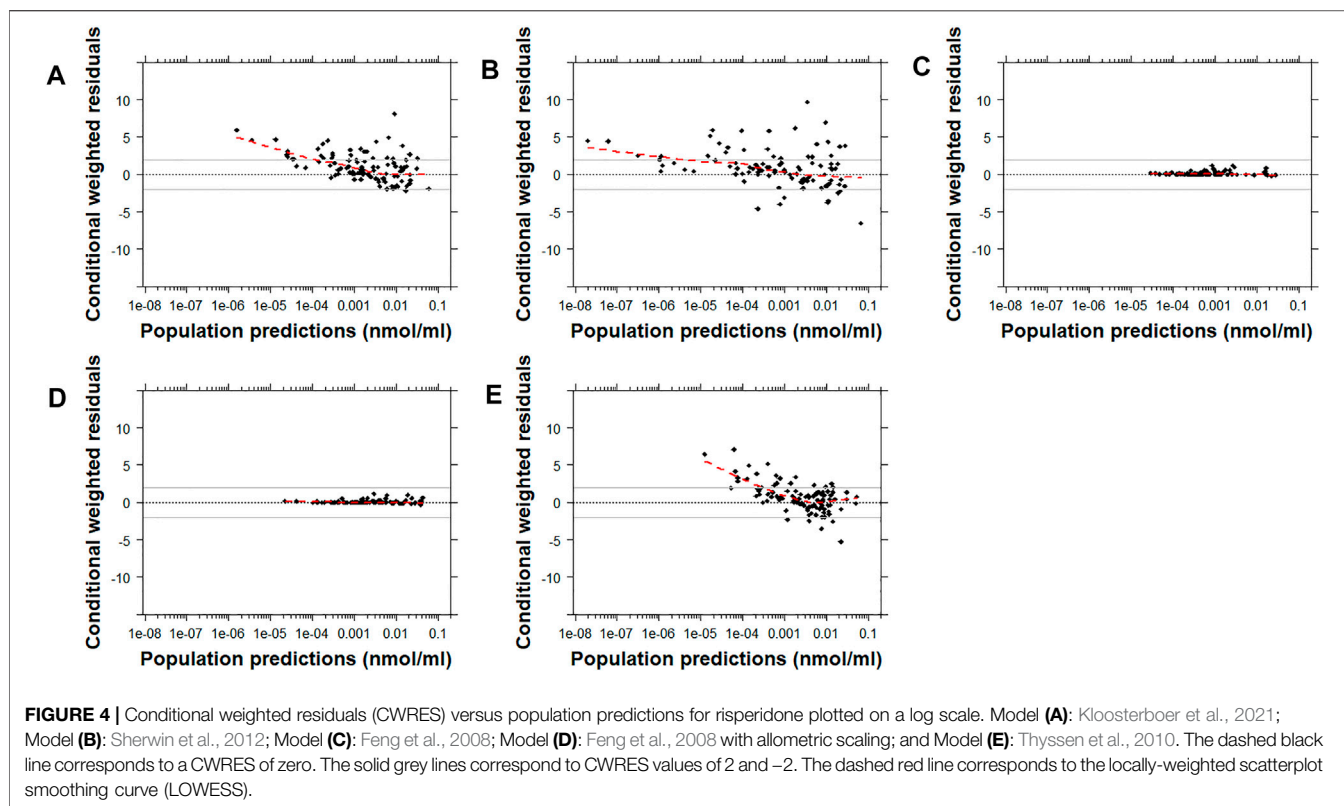 A
Conditional weighted residuals
10
5
0
-5
-10
1e-08 1e-07 1e-06 1e-05 1e-04 0.001 0.01 0.1
Population predictions (nmol/ml)
B
Conditional weighted residuals
10
5
0
-5
-10
1e-08 1e-07 1e-06 1e-05 1e-04 0.001 0.01 0.1
Population predictions (nmol/ml)
C
Conditional weighted residuals
10
5
0
-5
-10
1e-08 1e-07 1e-06 1e-05 1e-04 0.001 0.01 0.1
Population predictions (nmol/ml)
D
Conditional weighted residuals
10
5
0
-5
-10
1e-08 1e-07 1e-06 1e-05 1e-04 0.001 0.01 0.1
Population predictions (nmol/ml)
E
Conditional weighted residuals
10
5
0
-5
-10
1e-08 1e-07 1e-06 1e-05 1e-04 0.001 0.01 0.1
Population predictions (nmol/ml)
FIGURE 4 | Conditional weighted residuals (CWRES) versus population predictions for risperidone plotted on a log scale. Model (A): Kloosterboer et al., 2021;
Model (B): Sherwin et al., 2012; Model (C): Feng et al., 2008; Model (D): Feng et al., 2008 with allometric scaling; and Model (E): Thyssen et al., 2010. The dashed black
line corresponds to a CWRES of zero. The solid grey lines correspond to CWRES values of 2 and −2. The dashed red line corresponds to the locally-weighted scatterplot
smoothing curve (LOWESS).